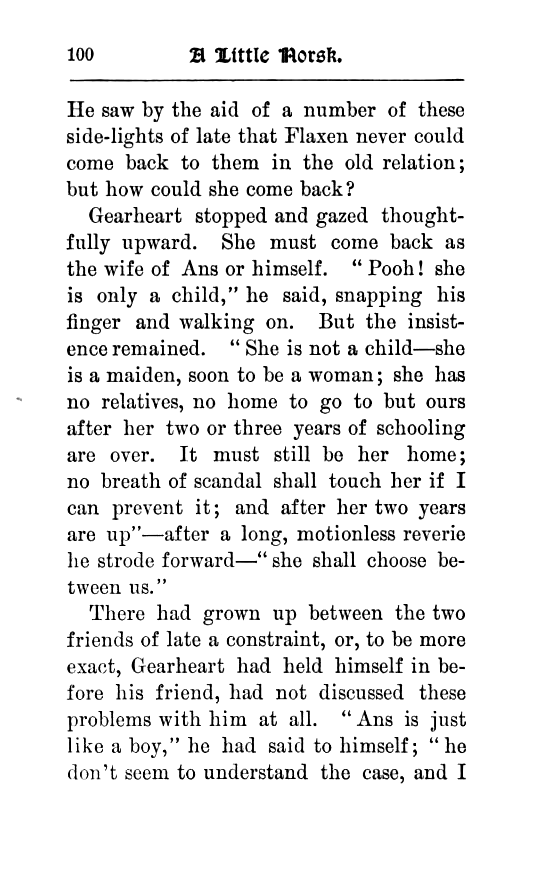 100 A Little Norsk.
He saw by the aid of a number of these
side-lights of late that Flaxen never could
come back to them in the old relation;
but how could she come back?
Gearheart stopped and gazed thought-
fully upward. She must come back as
the wife of Ans or himself. “Pooh! she
is only a child,” he said, snapping his
finger and walking on. But the insist-
ence remained. “She is not a child—she
is a maiden, soon to be a woman; she has
no relatives, no home to go to but ours
after her two or three years of schooling
are over. It must still be her home;
no breath of scandal shall touch her if I
can prevent it; and after her two years
are up”—after a long, motionless reverie
he strode forward—“she shall choose be-
tween us.”
There had grown up between the two
friends of late a constraint, or, to be more
exact, Gearheart had held himself in be-
fore his friend, had not discussed these
problems with him at all. “Ans is just
like a boy,” he had said to himself; “he
don’t seem to understand the case, and I